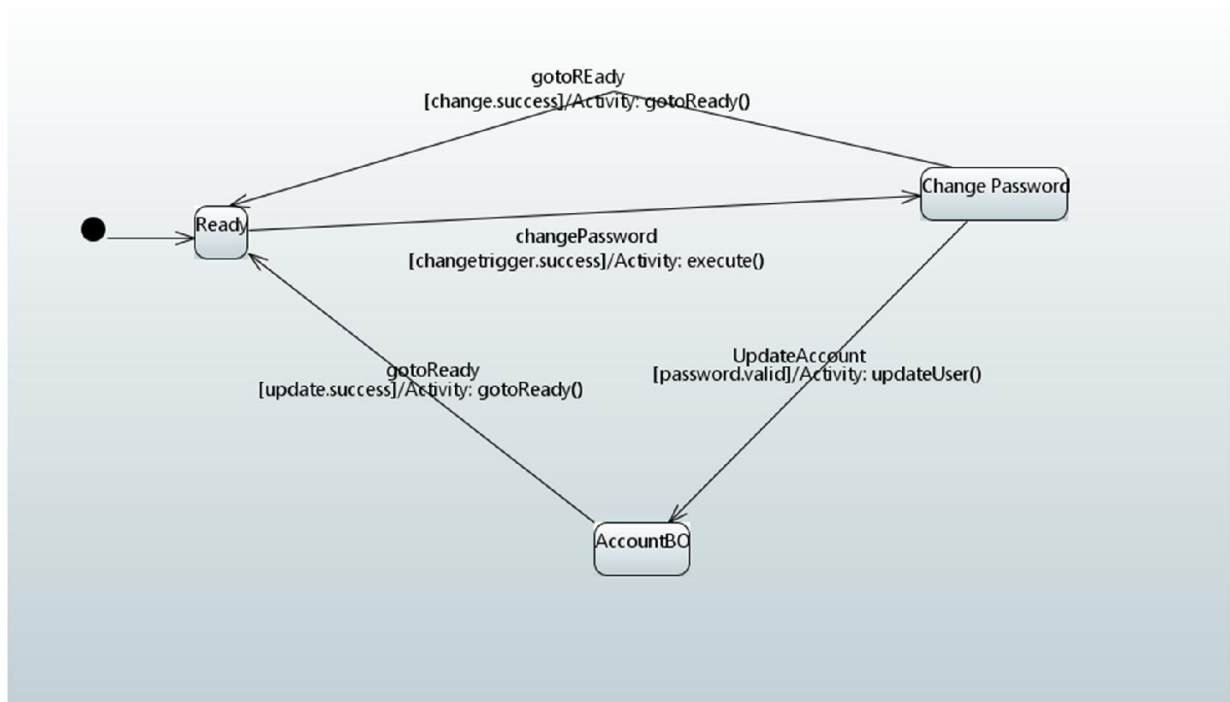 gotoREady
[change.success]/Activity: gotoReady()
Change Password
Ready
changePassword
[changetrigger.success]/Activity: execute()
UpdateAccount
[password.valid]/Activity: updateUser()
gotoReady
[update.success]/Activity: gotoReady()
AccountBO